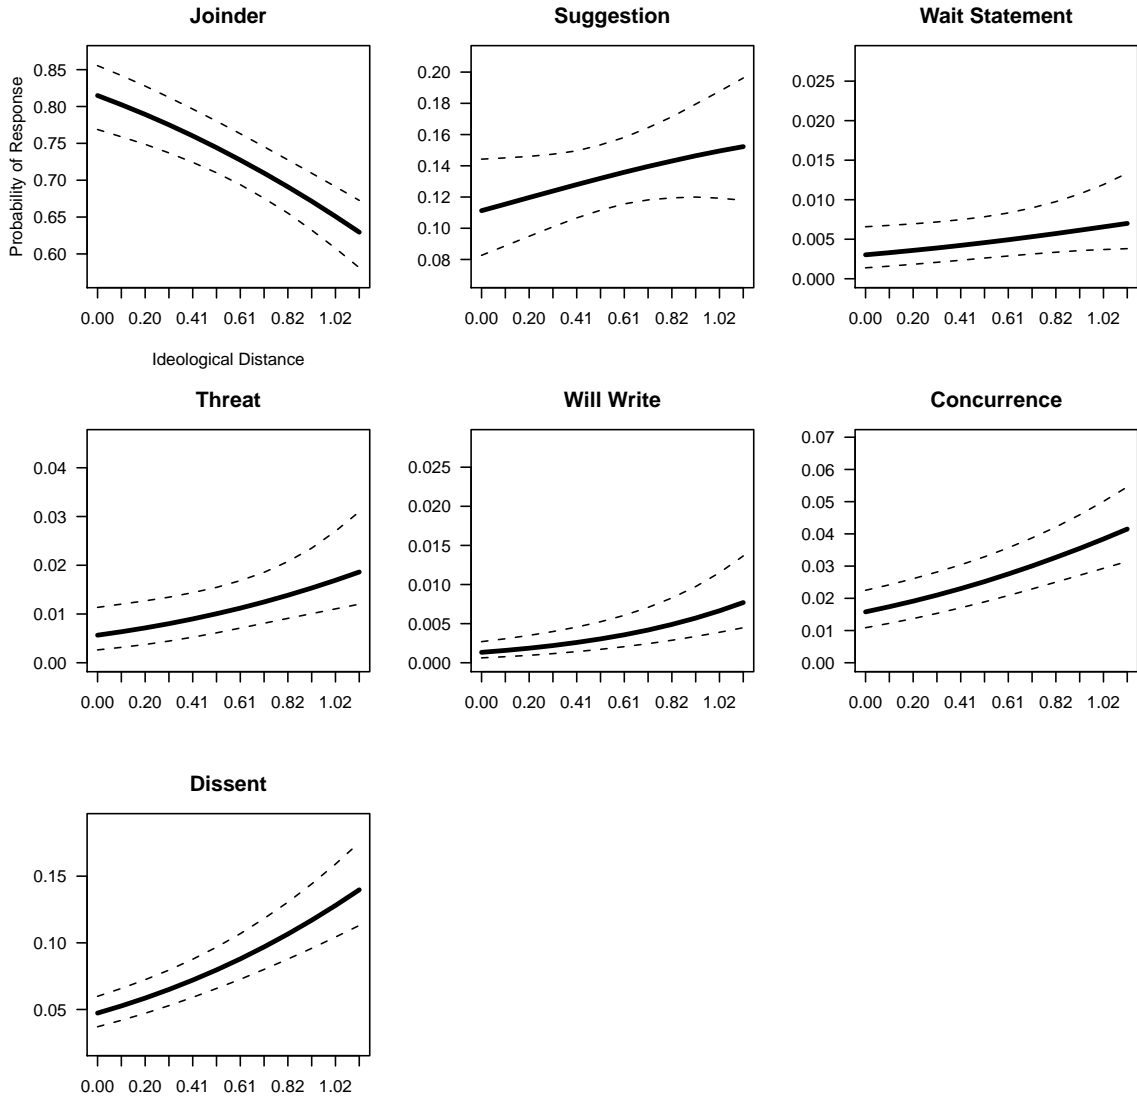 Joinder
Suggestion
Wait Statement
Probability of Response
0.85
0.80
0.75
0.70
0.65
0.60
0.00 0.20 0.41 0.61 0.82 1.02
Ideological Distance
0.20
0.18
0.16
0.14
0.12
0.10
0.08
0.00 0.20 0.41 0.61 0.82 1.02
0.025
0.020
0.015
0.010
0.005
0.000
0.00 0.20 0.41 0.61 0.82 1.02
Threat
Will Write
Concurrence
0.04
0.03
0.02
0.01
0.00
0.00 0.20 0.41 0.61 0.82 1.02
0.025
0.020
0.015
0.010
0.005
0.000
0.00 0.20 0.41 0.61 0.82 1.02
0.07
0.06
0.05
0.04
0.03
0.02
0.01
0.00
0.00 0.20 0.41 0.61 0.82 1.02
Dissent
0.15
0.10
0.05
0.00 0.20 0.41 0.61 0.82 1.02